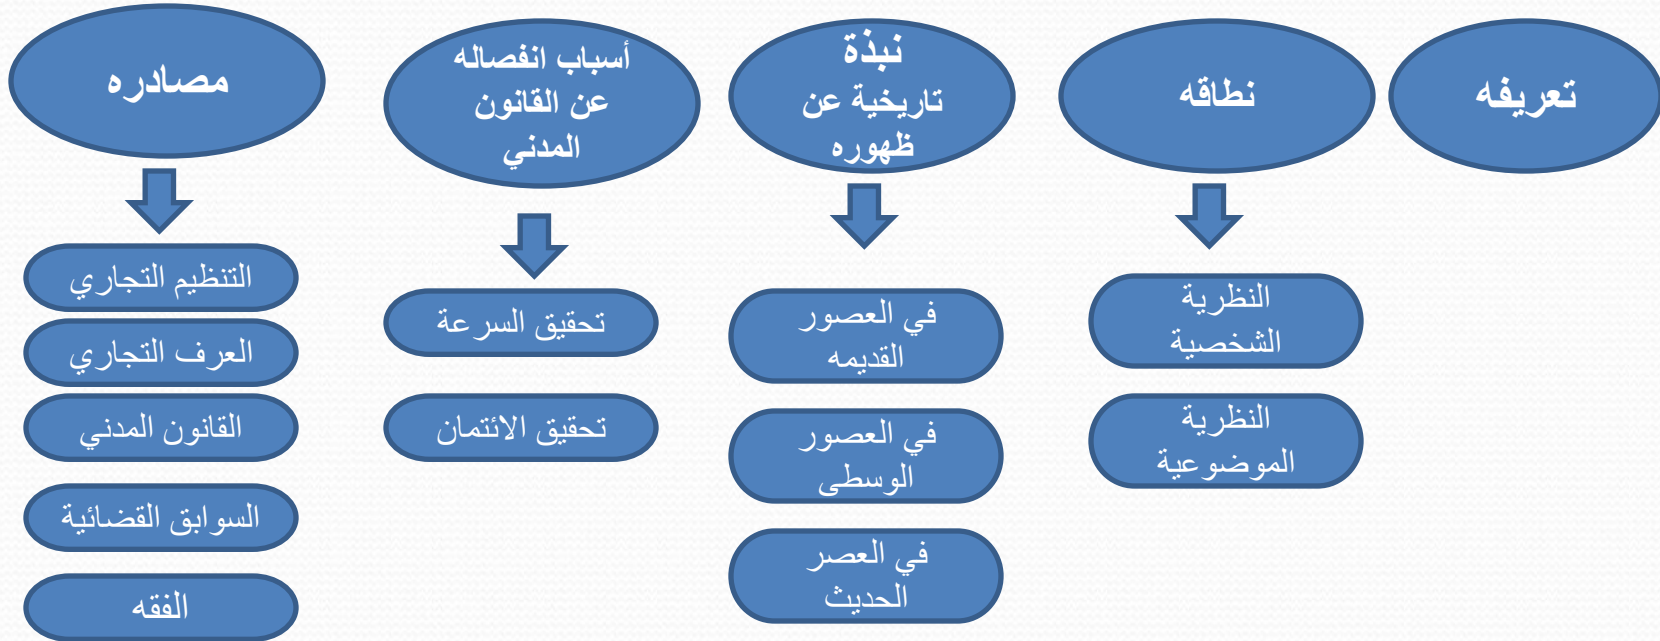 تعريفه
نطاقه
النظرية
الشخصية
النظرية
الموضوعية
نبذة
تاريخية عن
ظهوره
في العصور
القديمه
في العصور
الوسطى
في العصر
الحديث
أسباب انفصاله
عن القانون
المدني
تحقيق السرعة
تحقيق الائتمان
مصادره
التنظيم التجاري
العرف التجاري
القانون المدني
السوابق القضائية
الفقه